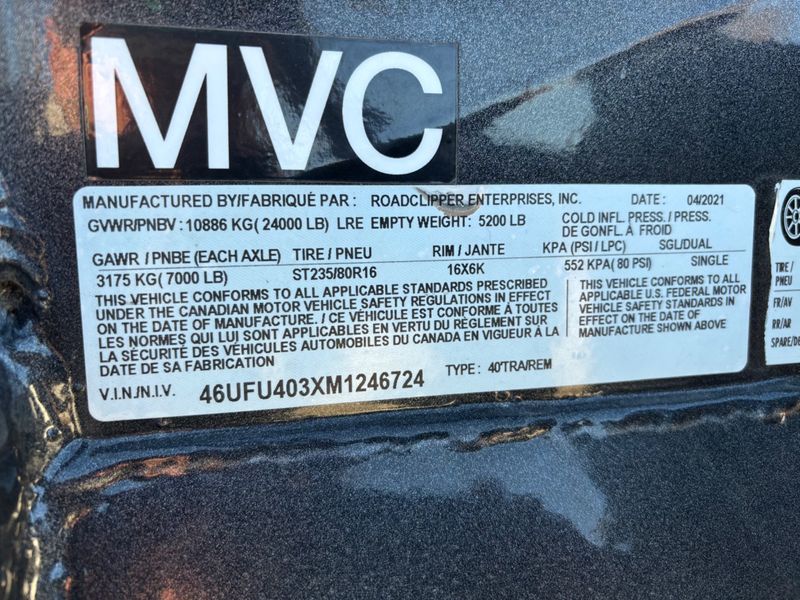 MVC
MANUFACTURED BY/FABRIQUÉ PAR : ROADCLIPPER ENTERPRISES, INC. DATE : 04/2021
GVWR/PNBV : 10886 KG( 24000 LB) LRE EMPTY WEIGHT: 5200 LB COLD INFL. PRESS. / PRESS.
DE GONFL. À FROID
GAWR / PNBE (EACH AXLE) TIRE / PNEU RIM / JANTE KPA (PSI / LPC) SGL/DUAL
3175 KG( 7000 LB) ST235/80R16 16X6K 552 KPA( 80 PSI) SINGLE
THIS VEHICLE CONFORMS TO ALL APPLICABLE STANDARDS PRESCRIBED
UNDER THE CANADIAN MOTOR VEHICLE SAFETY REGULATIONS IN EFFECT
ON THE DATE OF MANUFACTURE. / CE VÉHICULE EST CONFORME À TOUTES
LES NORMES QUI LUI SONT APPLICABLES EN VERTU DU RÈGLEMENT SUR
LA SÉCURITÉ DES VÉHICULES AUTOMOBILES DU CANADA EN VIGUEUR À LA
DATE DE SA FABRICATION
THIS VEHICLE CONFORMS TO ALL
APPLICABLE U.S. FEDERAL MOTOR
VEHICLE SAFETY STANDARDS IN
EFFECT ON THE DATE OF
MANUFACTURE SHOWN ABOVE
V.I.N./N.I.V. 46UFU403XM1246724 TYPE : 40'TRA/REM
TIRE /
PNEU
FR/AV
RR/AR
SPARE/DE